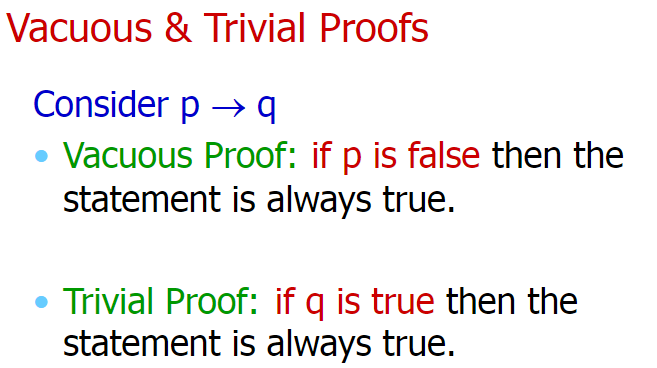 Vacuous & Trivial Proofs
Consider p → q
• Vacuous Proof: if p is false then the
statement is always true.
• Trivial Proof: if q is true then the
statement is always true.